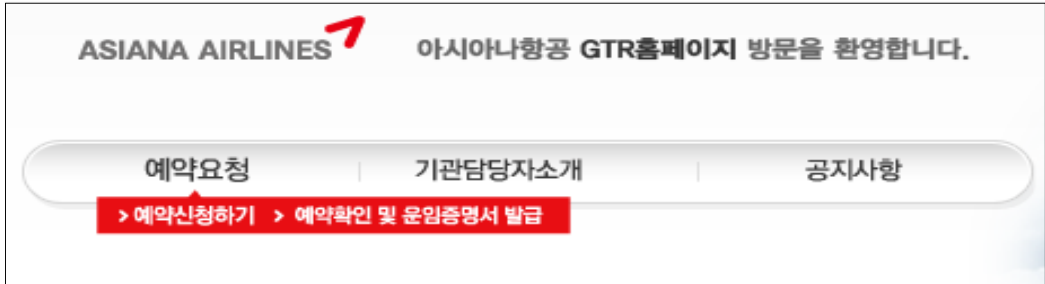 ASIANA AIRLINES 아시아나항공 GTR홈페이지 방문을 환영합니다.
예약요청 기관담당자소개 공지사항
> 예약신청하기 > 예약확인 및 운임증명서 발급